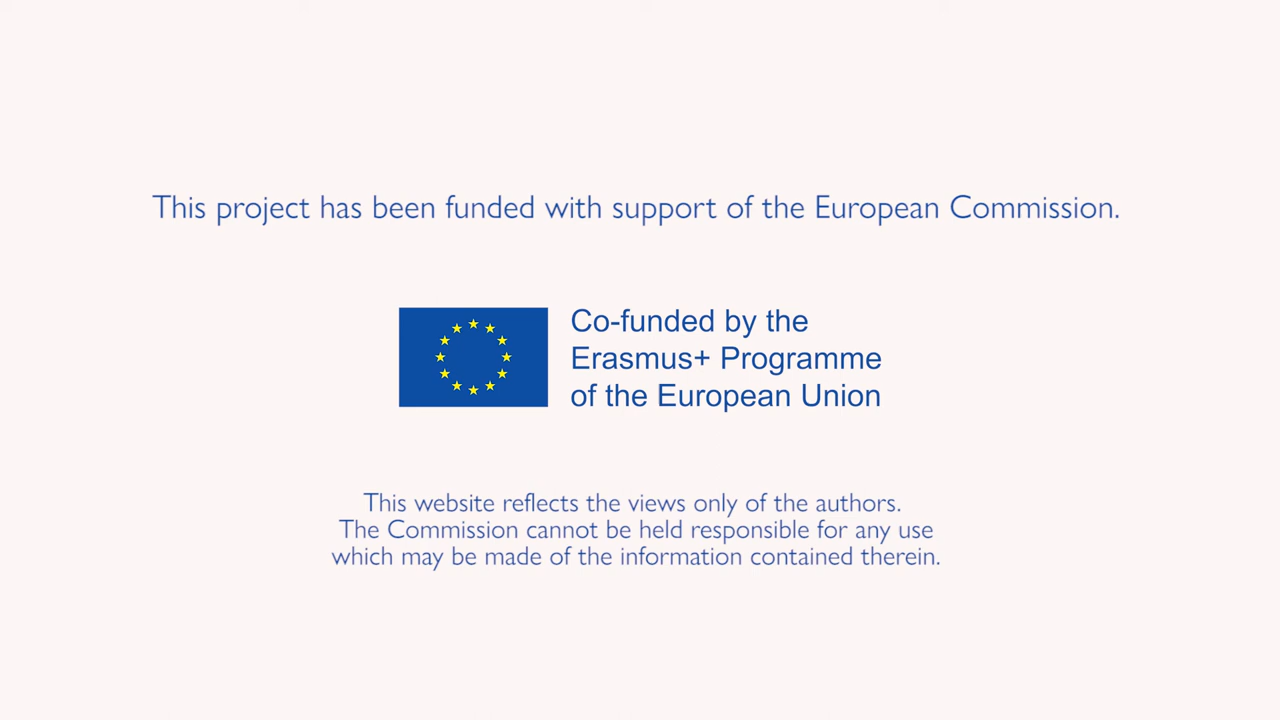 This project has been funded with support of the European Commission.
Co-funded by the
Erasmus+ Programme
of the European Union
This website reflects the views only of the authors.
The Commission cannot be held responsible for any use
which may be made of the information contained therein.